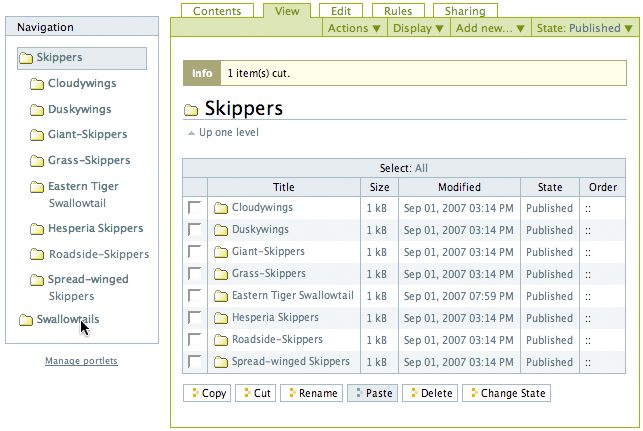 Contents View Edit Rules Sharing
Actions Display Add new... State: Published
Navigation
Skippers
Cloudywings
Duskywings
Giant-Skippers
Grass-Skippers
Eastern Tiger
Swallowtail
Hesperia Skippers
Roadside-Skippers
Spread-winged
Skippers
Swallowtails
Manage portlets
Info 1 item(s) cut.
Skippers
Up one level
Select: All
Title Size Modified State Order
Cloudywings 1 kB Sep 01, 2007 03:14 PM Published ::
Duskywings 1 kB Sep 01, 2007 03:14 PM Published ::
Giant-Skippers 1 kB Sep 01, 2007 03:14 PM Published ::
Grass-Skippers 1 kB Sep 01, 2007 03:14 PM Published ::
Eastern Tiger Swallowtail 1 kB Sep 01, 2007 07:59 PM Published ::
Hesperia Skippers 1 kB Sep 01, 2007 03:14 PM Published ::
Roadside-Skippers 1 kB Sep 01, 2007 03:14 PM Published ::
Spread-winged Skippers 1 kB Sep 01, 2007 03:14 PM Published ::
Copy Cut Rename Paste Delete Change State